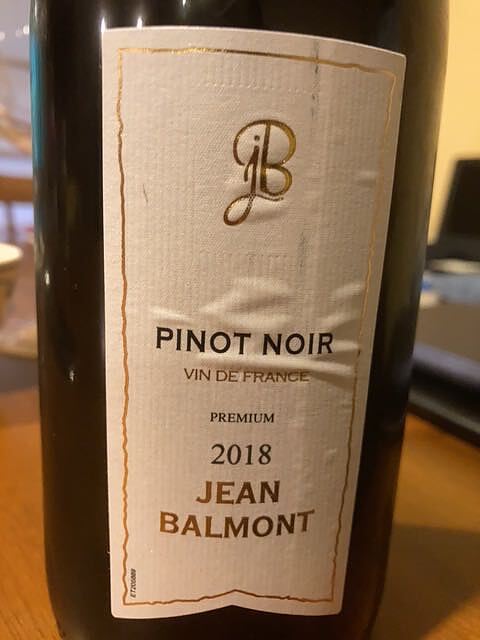 JB
PINOT NOIR
VIN DE FRANCE
PREMIUM
2018
JEAN
BALMONT